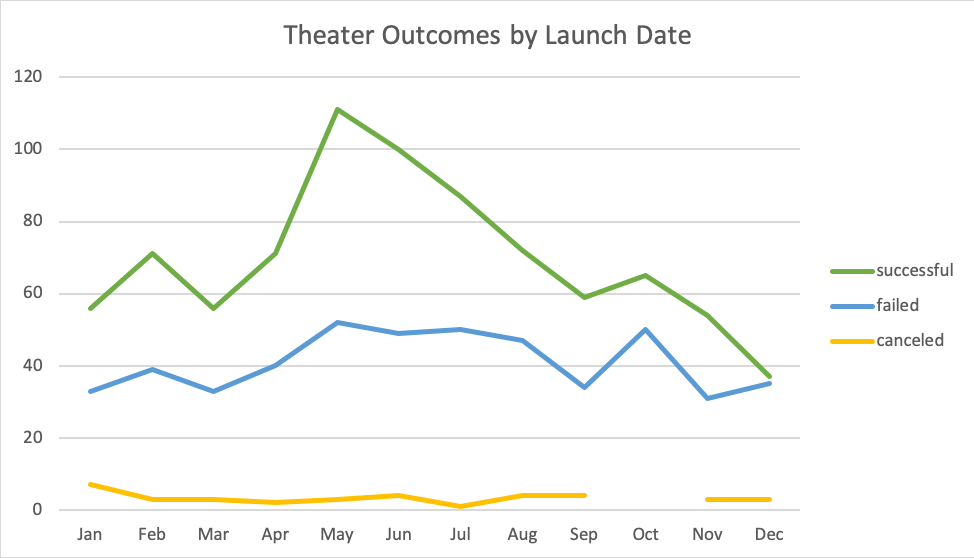 Theater Outcomes by Launch Date
120
100
80
60
40
20
0
Jan Feb Mar Apr May Jun Jul Aug Sep Oct Nov Dec
successful
failed
canceled